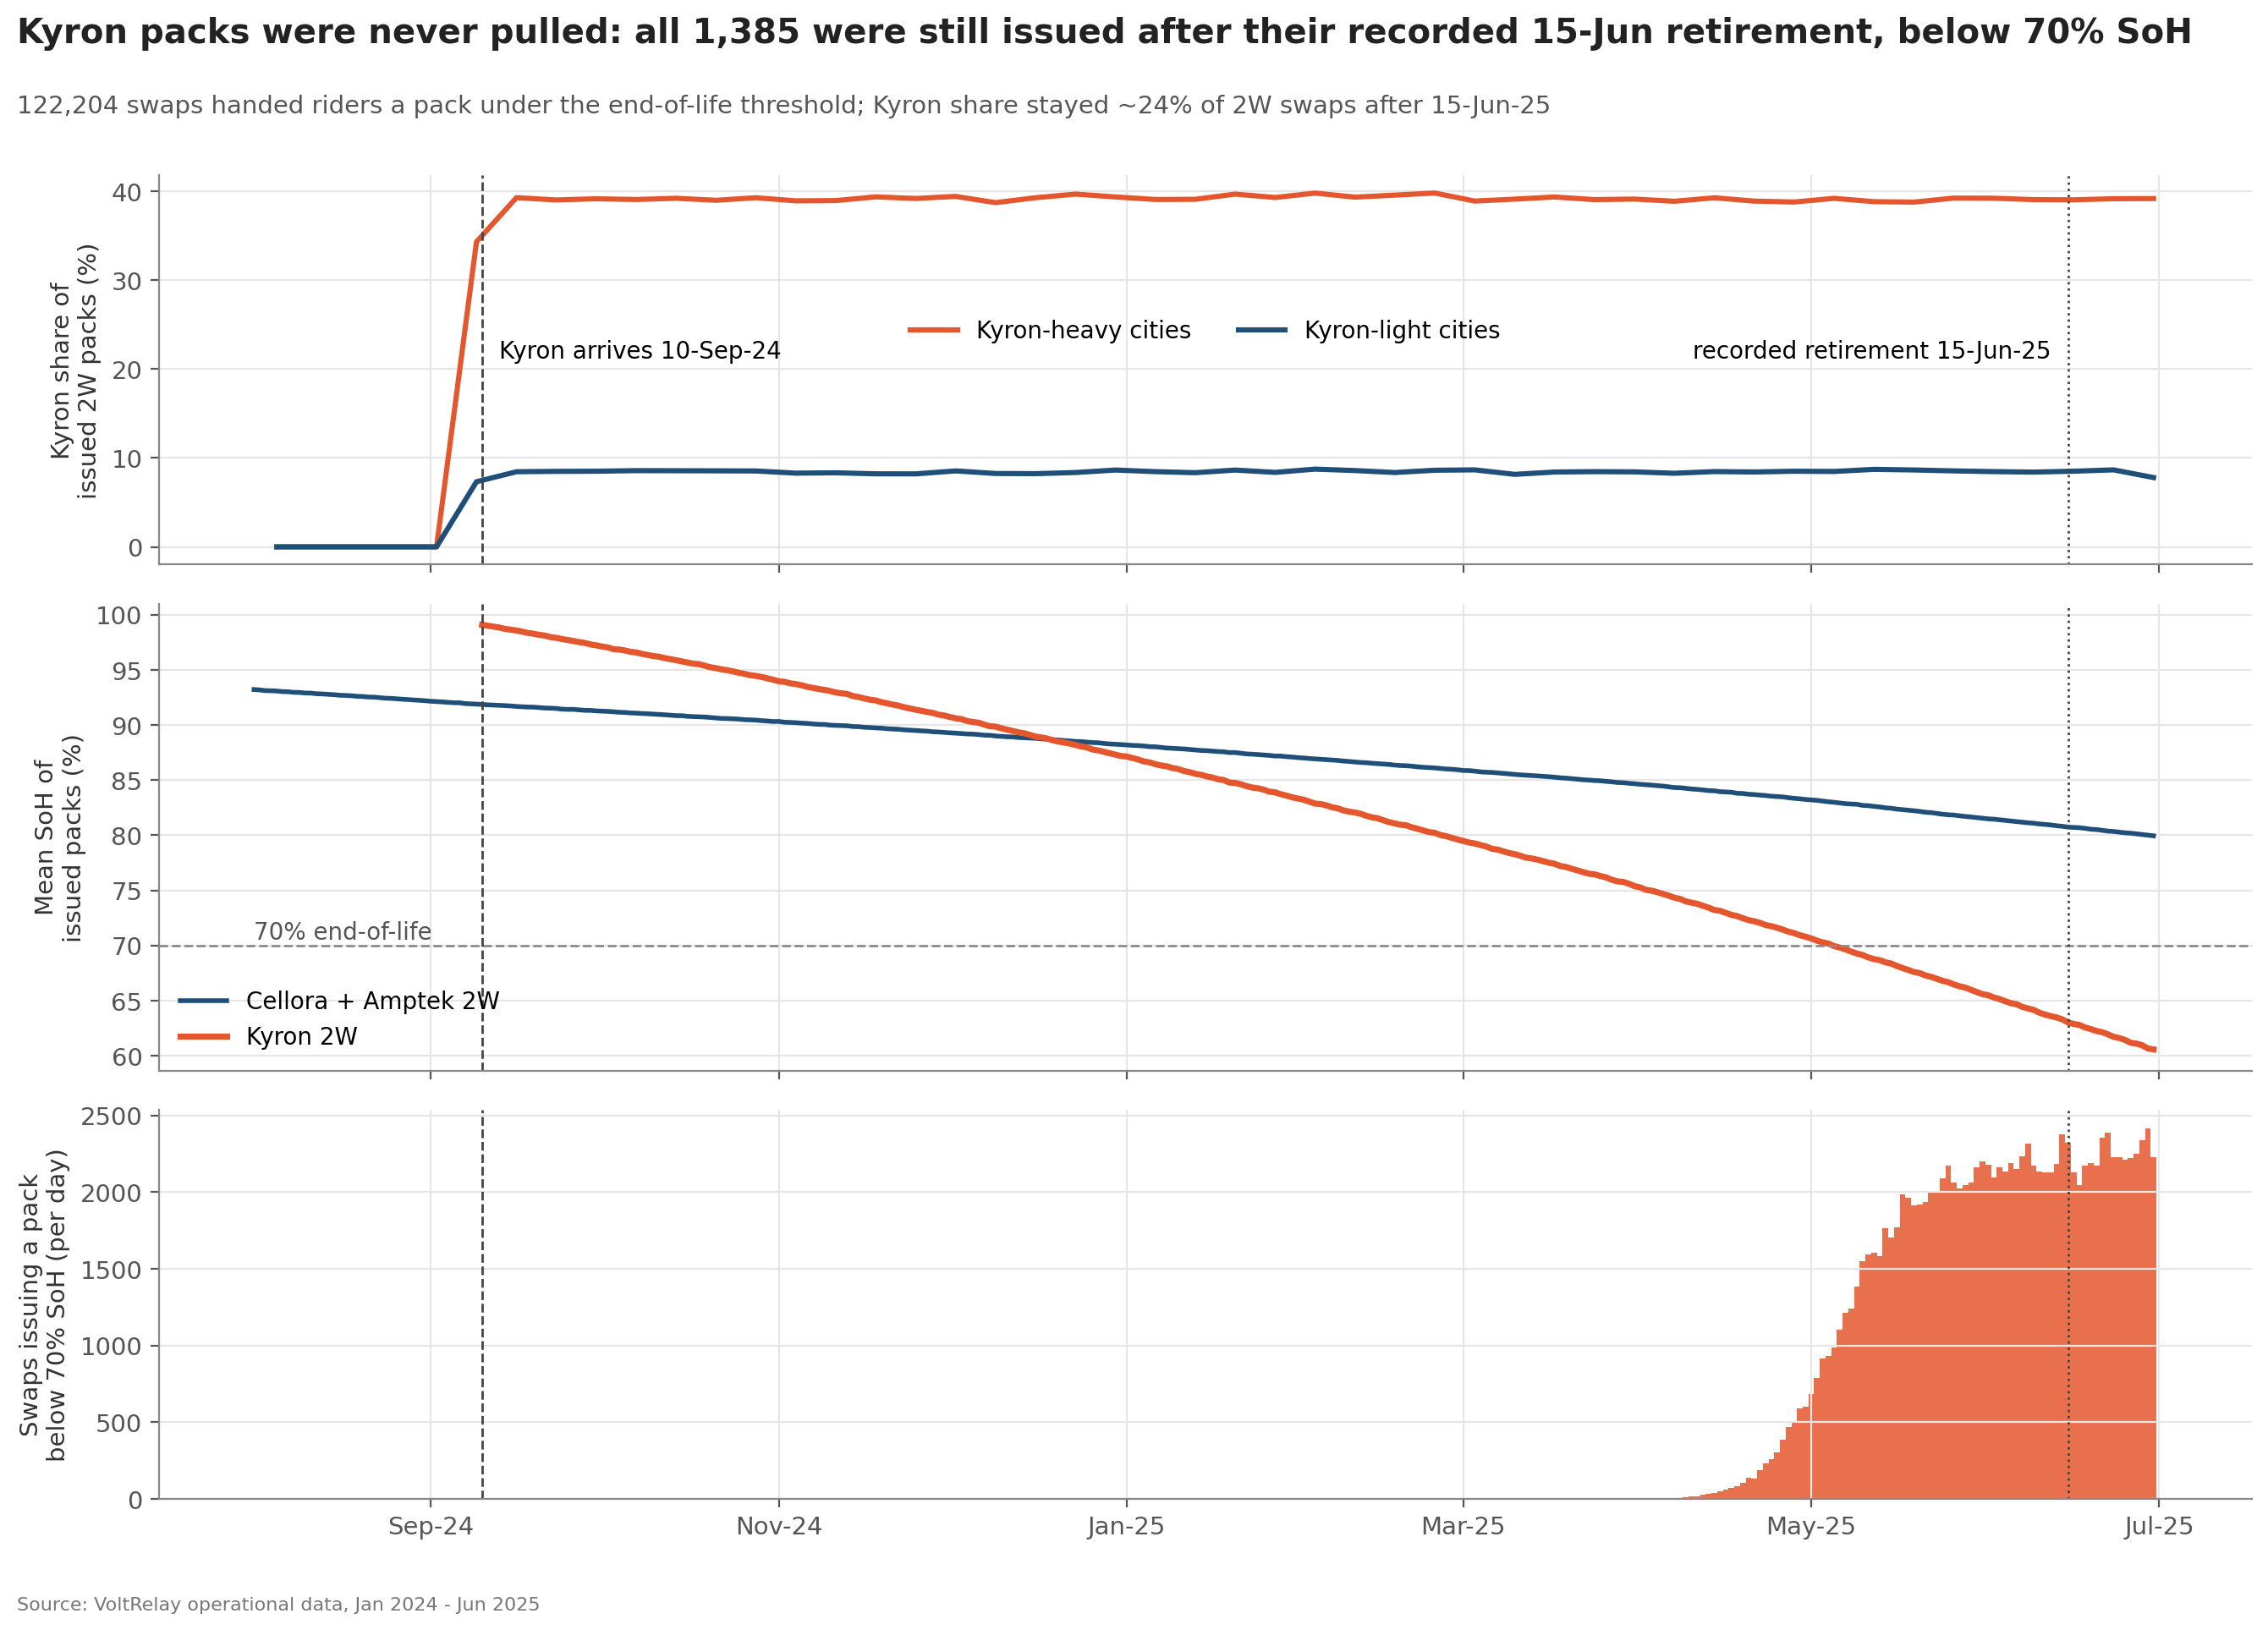 Kyron packs were never pulled: all 1,385 were still issued after their recorded 15-Jun retirement, below 70% SoH
122,204 swaps handed riders a pack under the end-of-life threshold; Kyron share stayed ~24% of 2W swaps after 15-Jun-25
Kyron share of
issued 2W packs (%)
40
30
20
10
0
Kyron-heavy cities
Kyron-light cities
Kyron arrives 10-Sep-24
recorded retirement 15-Jun-25
Mean SoH of
issued packs (%)
100
95
90
85
80
75
70
65
60
70% end-of-life
Cellora + Amptek 2W
Kyron 2W
Swaps issuing a pack
below 70% SoH (per day)
2500
2000
1500
1000
500
0
Sep-24
Nov-24
Jan-25
Mar-25
May-25
Jul-25
Source: VoltRelay operational data, Jan 2024 - Jun 2025